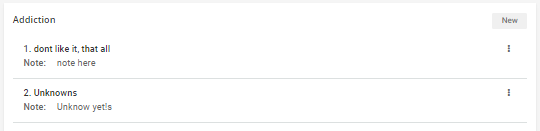 Addiction
New
1. dont like it, that all
Note: note here
2. Unknowns
Note: Unknow yet!s